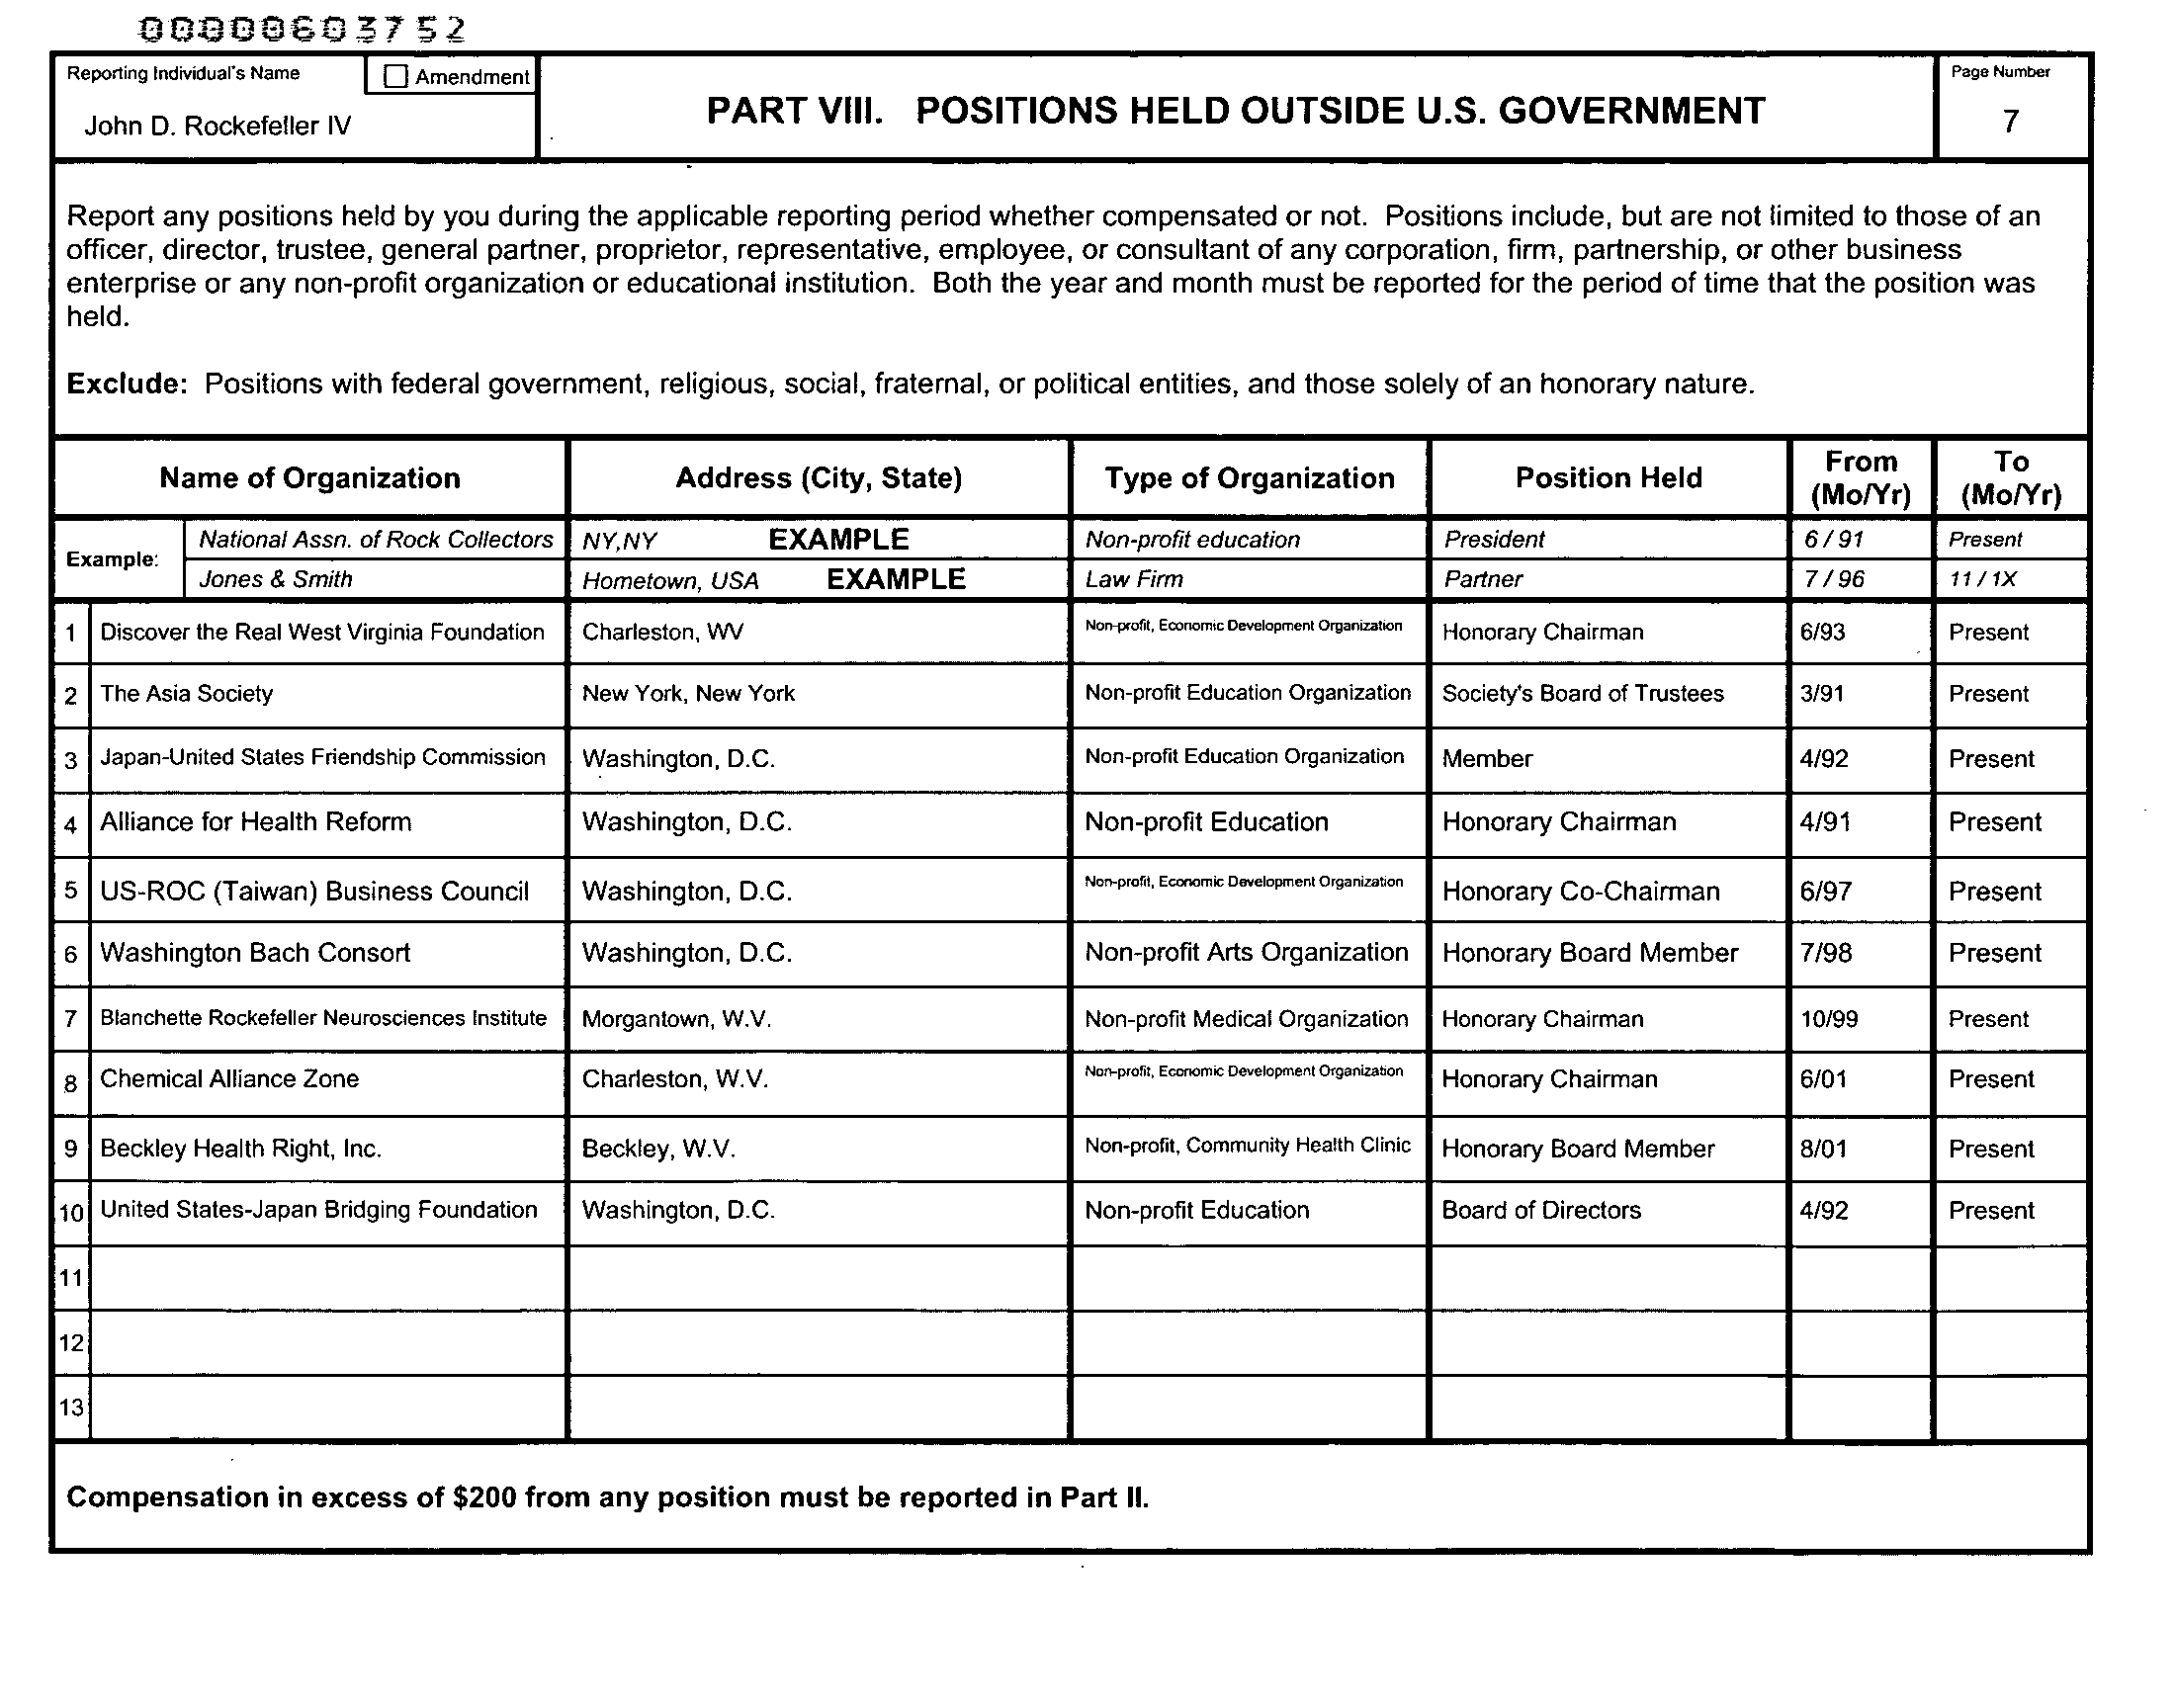 00000603752
Reporting Individual's Name
Amendment
John D. Rockefeller IV
PART VIII. POSITIONS HELD OUTSIDE U.S. GOVERNMENT
Page Number
7
Report any positions held by you during the applicable reporting period whether compensated or not. Positions include, but are not limited to those of an
officer, director, trustee, general partner, proprietor, representative, employee, or consultant of any corporation, firm, partnership, or other business
enterprise or any non-profit organization or educational institution. Both the year and month must be reported for the period of time that the position was
held.
Exclude: Positions with federal government, religious, social, fraternal, or political entities, and those solely of an honorary nature.
Name of Organization Address (City, State) Type of Organization Position Held From (Mo/Yr) To (Mo/Yr)
Example: National Assn. of Rock Collectors NY,NY EXAMPLE Non-profit education President 6 / 91 Present
Jones & Smith Hometown, USA EXAMPLE Law Firm Partner 7 / 96 11 / 1X
1 Discover the Real West Virginia Foundation Charleston, WV Non-profit, Economic Development Organization Honorary Chairman 6/93 Present
2 The Asia Society New York, New York Non-profit Education Organization Society's Board of Trustees 3/91 Present
3 Japan-United States Friendship Commission Washington, D.C. Non-profit Education Organization Member 4/92 Present
4 Alliance for Health Reform Washington, D.C. Non-profit Education Honorary Chairman 4/91 Present
5 US-ROC (Taiwan) Business Council Washington, D.C. Non-profit, Economic Development Organization Honorary Co-Chairman 6/97 Present
6 Washington Bach Consort Washington, D.C. Non-profit Arts Organization Honorary Board Member 7/98 Present
7 Blanchette Rockefeller Neurosciences Institute Morgantown, W.V. Non-profit Medical Organization Honorary Chairman 10/99 Present
8 Chemical Alliance Zone Charleston, W.V. Non-profit, Economic Development Organization Honorary Chairman 6/01 Present
9 Beckley Health Right, Inc. Beckley, W.V. Non-profit, Community Health Clinic Honorary Board Member 8/01 Present
10 United States-Japan Bridging Foundation Washington, D.C. Non-profit Education Board of Directors 4/92 Present
11
12
13
Compensation in excess of $200 from any position must be reported in Part II.